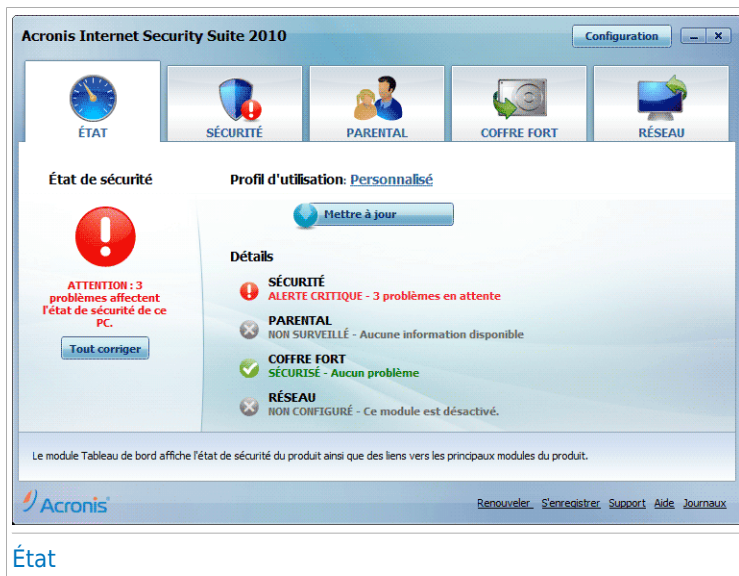 Acronis Internet Security Suite 2010
Configuration
ÉTAT
SÉCURITÉ
PARENTAL
COFFRE FORT
RÉSEAU
État de sécurité
ATTENTION : 3
problèmes affectent
l'état de sécurité de ce
PC.
Tout corriger
Profil d'utilisation: Personnalisé
Mettre à jour
Détails
SÉCURITÉ
ALERTE CRITIQUE - 3 problèmes en attente
PARENTAL
NON SURVEILLÉ - Aucune information disponible
COFFRE FORT
SÉCURISÉ - Aucun problème
RÉSEAU
NON CONFIGURÉ - Ce module est désactivé.
Le module Tableau de bord affiche l'état de sécurité du produit ainsi que des liens vers les principaux modules du produit.
Acronis
Renouveler S'enregistrer Support Aide Journaux
État